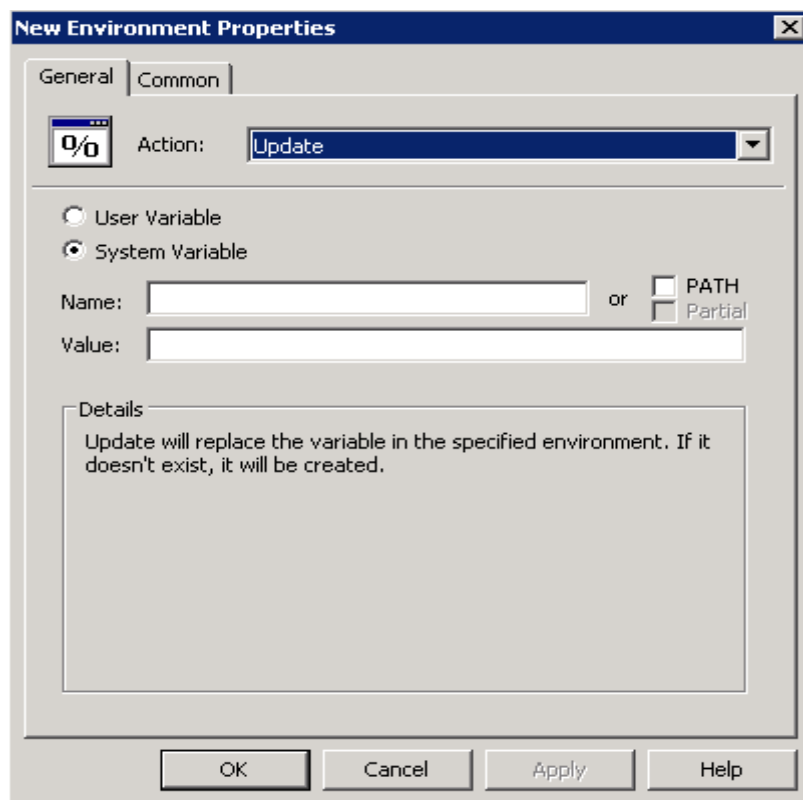 New Environment Properties
General Common
% Action: Update
User Variable
System Variable
Name: or PATH
Partial
Value:
Details
Update will replace the variable in the specified environment. If it
doesn't exist, it will be created.
OK Cancel Apply Help